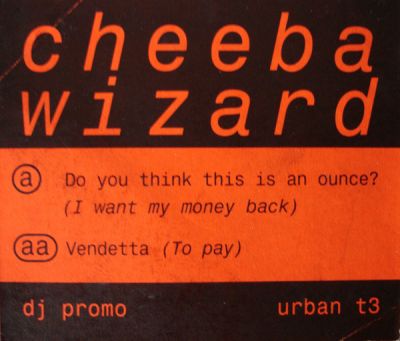 cheeba
wizard
a Do you think this is an ounce?
(I want my money back)
aa Vendetta (To pay)
dj promo urban t3